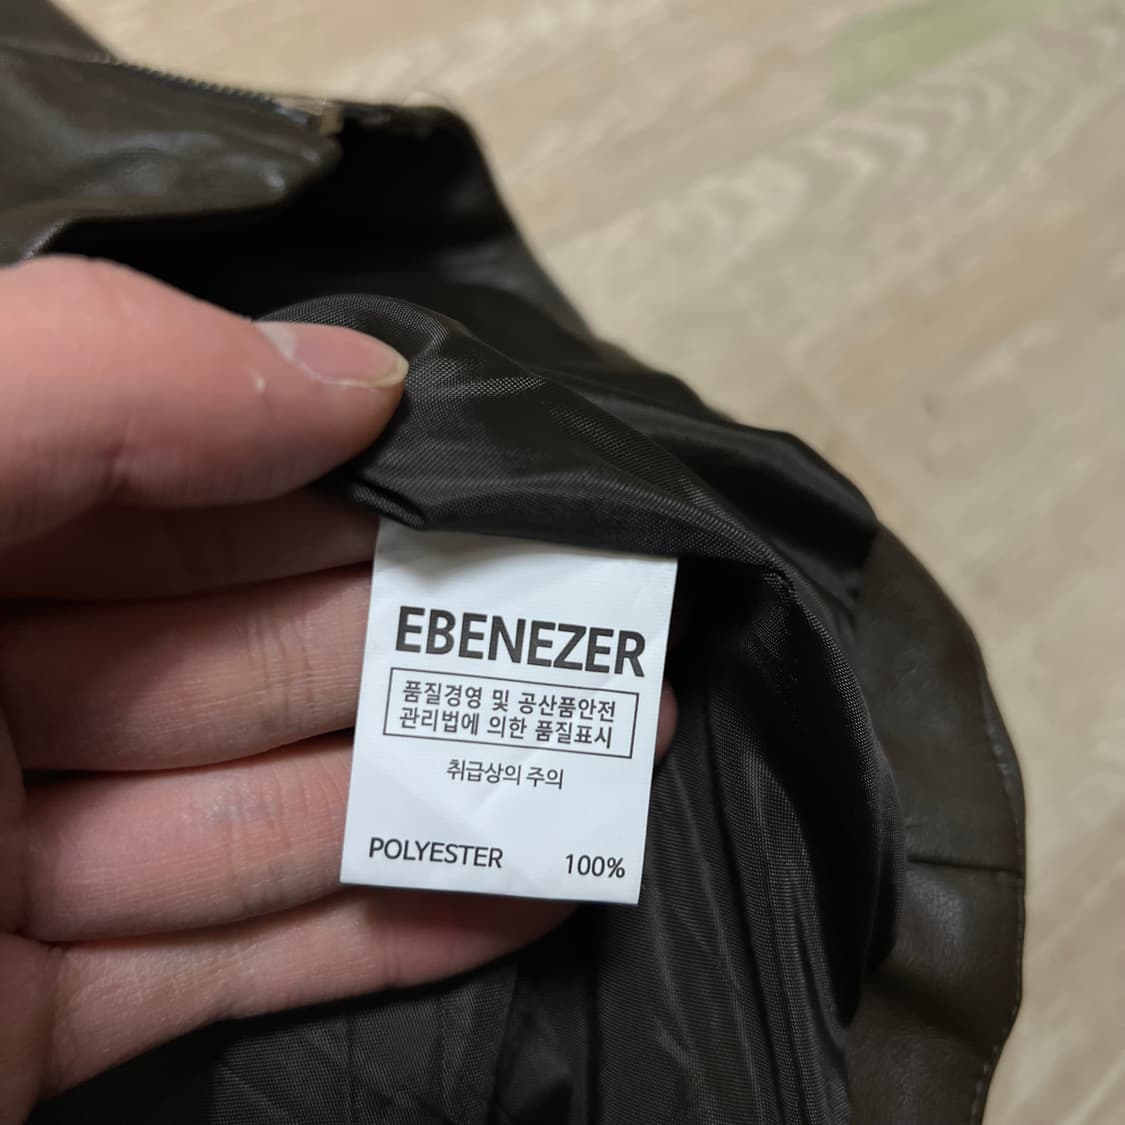 EBENEZER
품질경영 및 공산품안전
관리법에 의한 품질표시
취급상의 주의
POLYESTER 100%